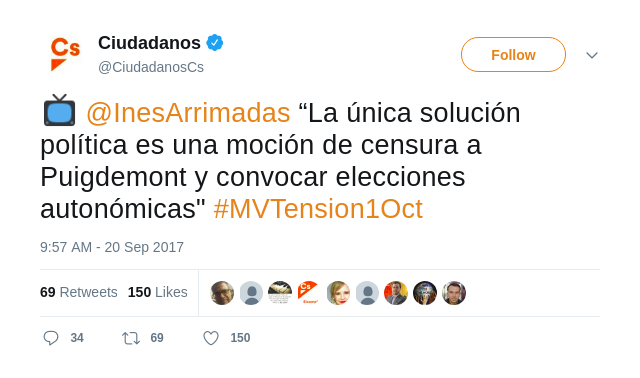 Cs
Ciudadanos
@CiudadanosCs
Follow
@InesArrimadas “La única solución
política es una moción de censura a
Puigdemont y convocar elecciones
autonómicas" #MVTension1Oct
9:57 AM - 20 Sep 2017
69 Retweets 150 Likes
34 69 150